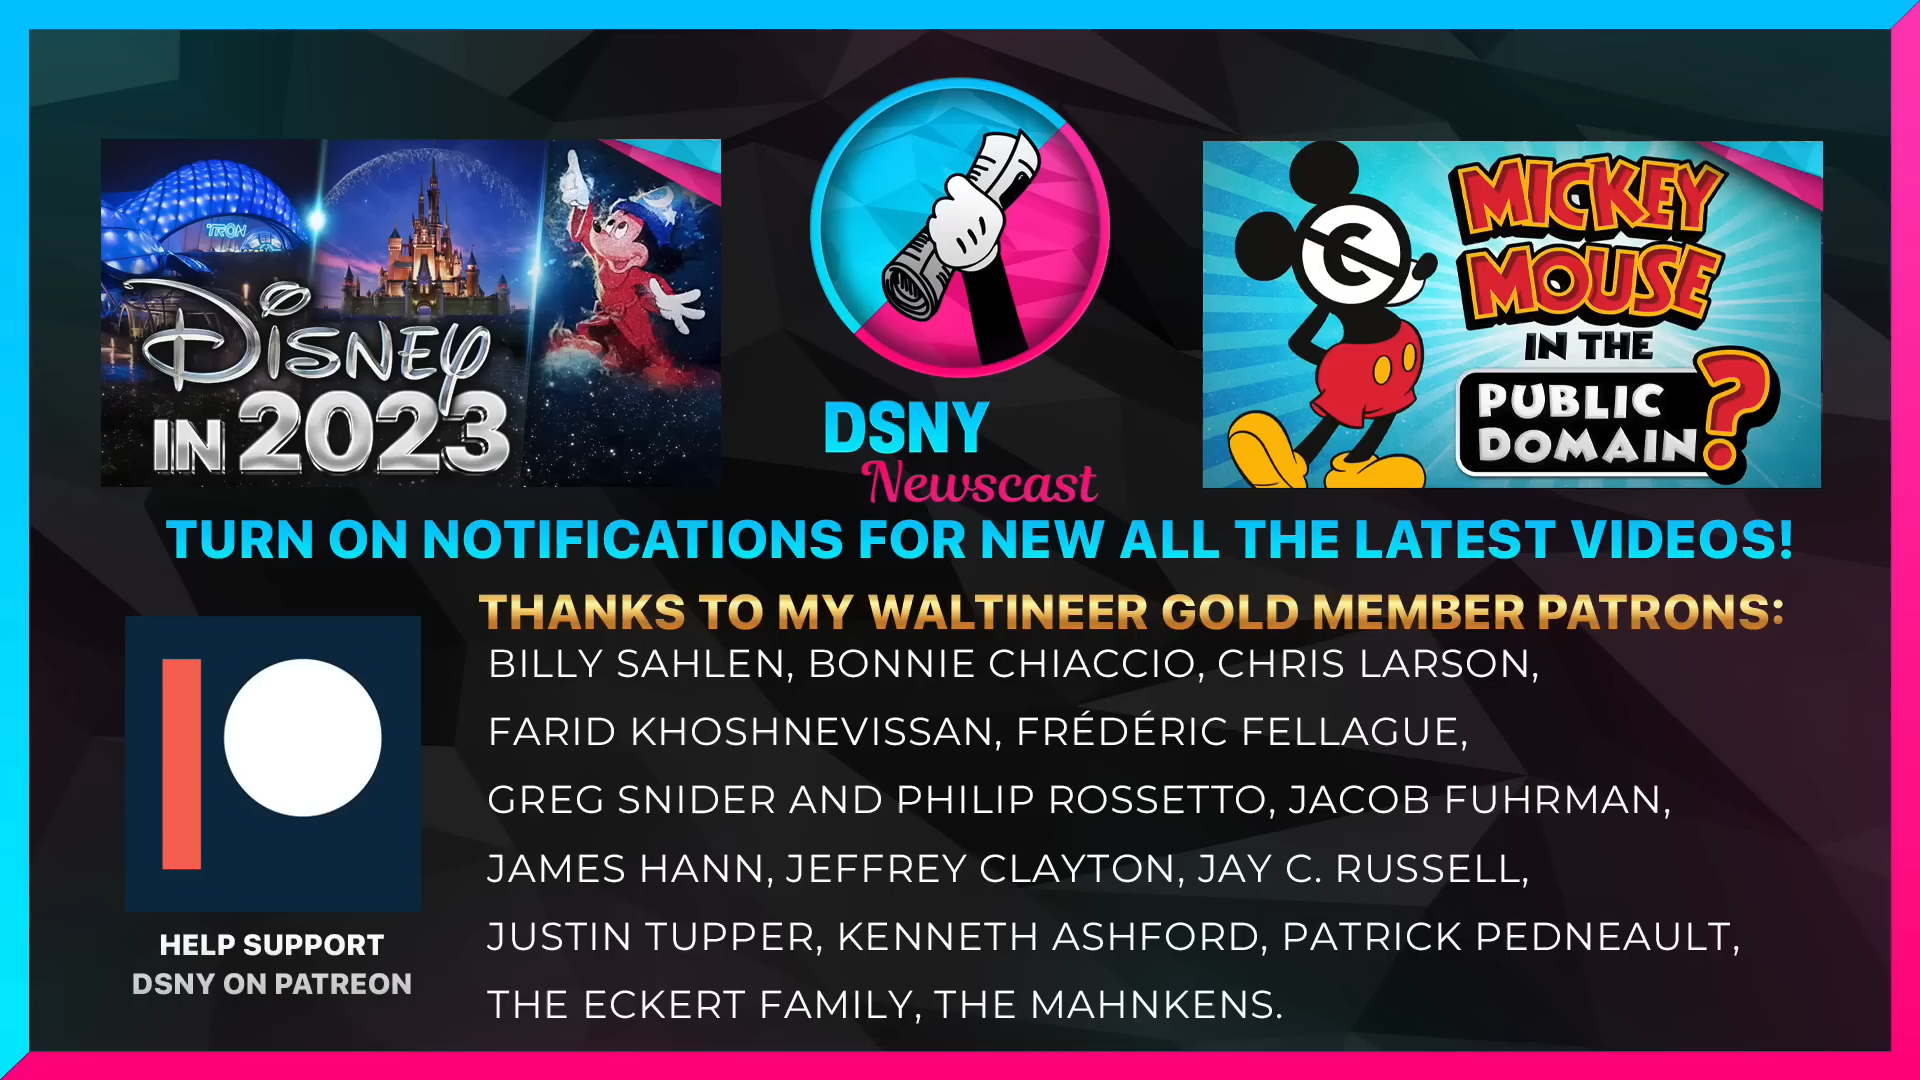 TRON
DISNEY
IN 2023
DSNY
Newscast
MICKEY
MOUSE
IN THE
PUBLIC
DOMAIN?
C
TURN ON NOTIFICATIONS FOR NEW ALL THE LATEST VIDEOS!
THANKS TO MY WALTINEER GOLD MEMBER PATRONS:
BILLY SAHLEN, BONNIE CHIACCIO, CHRIS LARSON,
FARID KHOSHNEVISSAN, FRÉDÉRIC FELLAGUE,
GREG SNIDER AND PHILIP ROSSETTO, JACOB FUHRMAN,
JAMES HANN, JEFFREY CLAYTON, JAY C. RUSSELL,
JUSTIN TUPPER, KENNETH ASHFORD, PATRICK PEDNEAULT,
THE ECKERT FAMILY, THE MAHNKENS.
HELP SUPPORT
DSNY ON PATREON